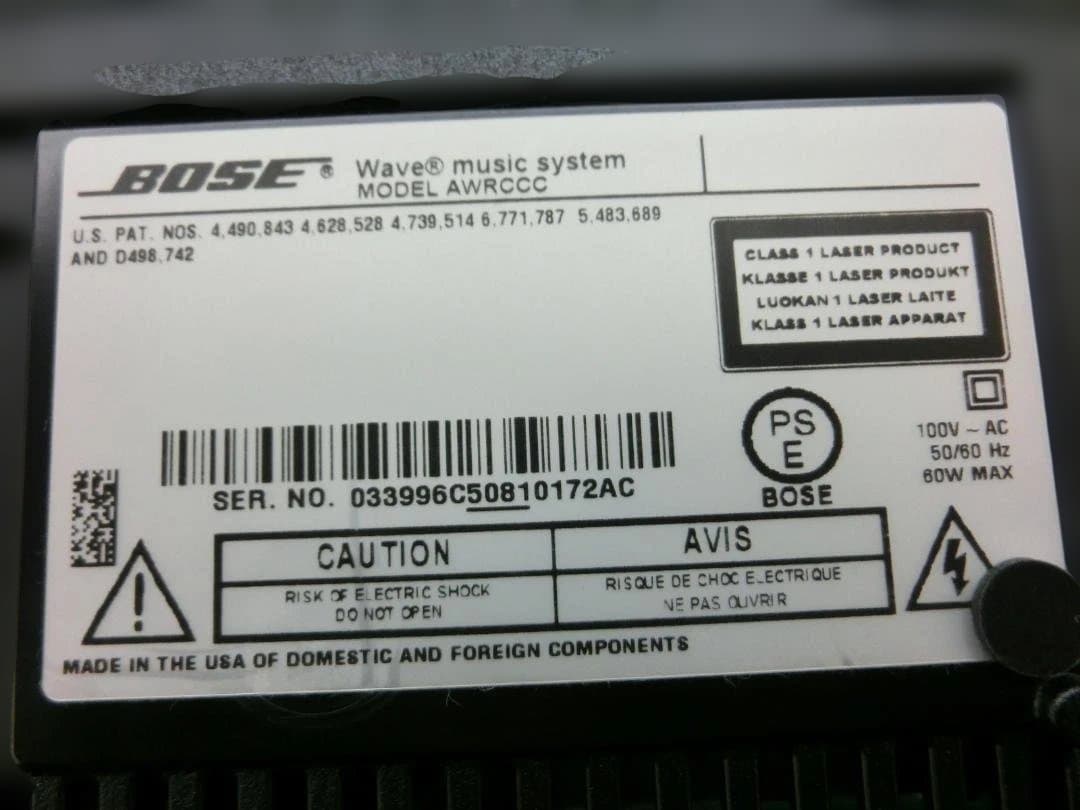 BOSE® Wave® music system
MODEL AWRCCC
U.S. PAT. NOS. 4,490,843 4,628,528 4,739,514 6,771,787 5,483,689
AND D498,742
CLASS 1 LASER PRODUCT
KLASSE 1 LASER PRODUKT
LUOKAN 1 LASER LAITE
KLASS 1 LASER APPARAT
PS
E
BOSE
100V ~ AC
50/60 Hz
60W MAX
SER. NO. 033996C50810172AC
CAUTION
RISK OF ELECTRIC SHOCK
DO NOT OPEN
AVIS
RISQUE DE CHOC ELECTRIQUE
NE PAS OUVRIR
MADE IN THE USA OF DOMESTIC AND FOREIGN COMPONENTS